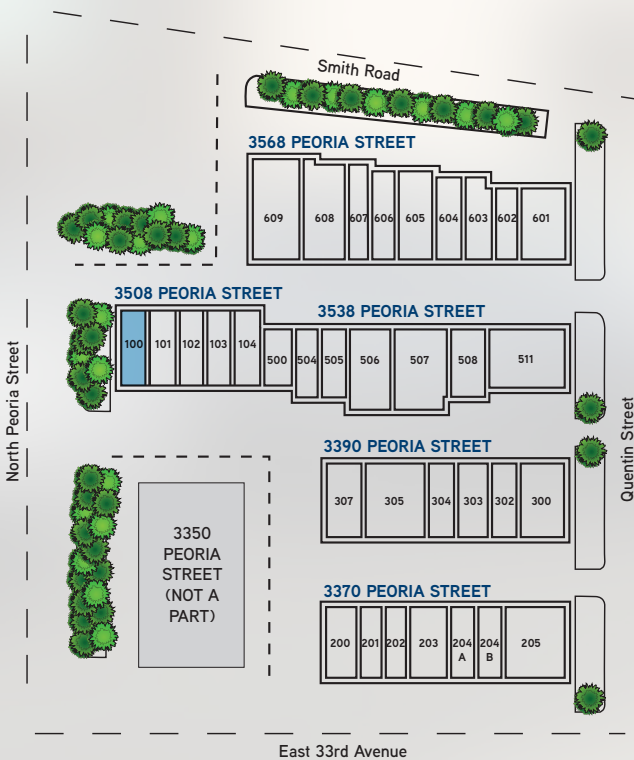 Smith Road
3568 PEORIA STREET
609 608 607 606 605 604 603 602 601
3508 PEORIA STREET
3538 PEORIA STREET
100 101 102 103 104 500 504 505 506 507 508 511
North Peoria Street
Quentin Street
3390 PEORIA STREET
307 305 304 303 302 300
3350
PEORIA
STREET
(NOT A
PART)
3370 PEORIA STREET
200 201 202 203 204 204 205
A B
East 33rd Avenue